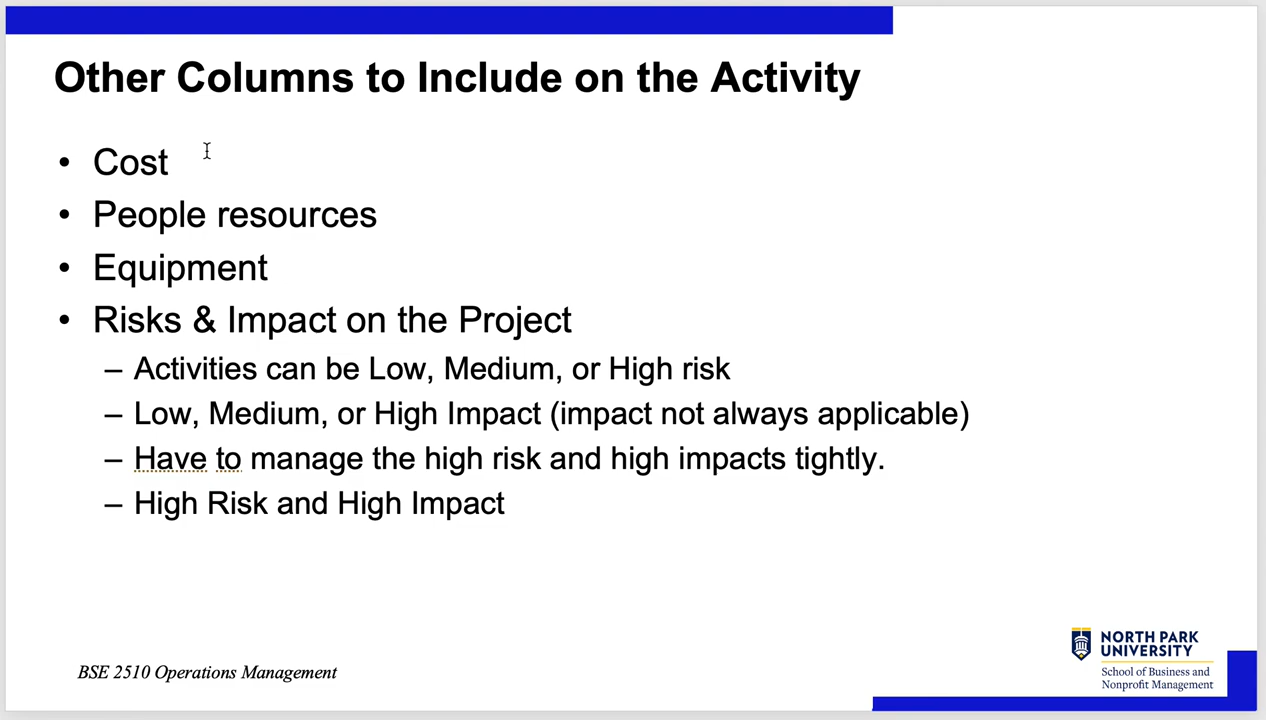 Other Columns to Include on the Activity
• Cost
• People resources
• Equipment
• Risks & Impact on the Project
– Activities can be Low, Medium, or High risk
– Low, Medium, or High Impact (impact not always applicable)
– Have to manage the high risk and high impacts tightly.
– High Risk and High Impact
BSE 2510 Operations Management
NORTH PARK
UNIVERSITY
School of Business and
Nonprofit Management